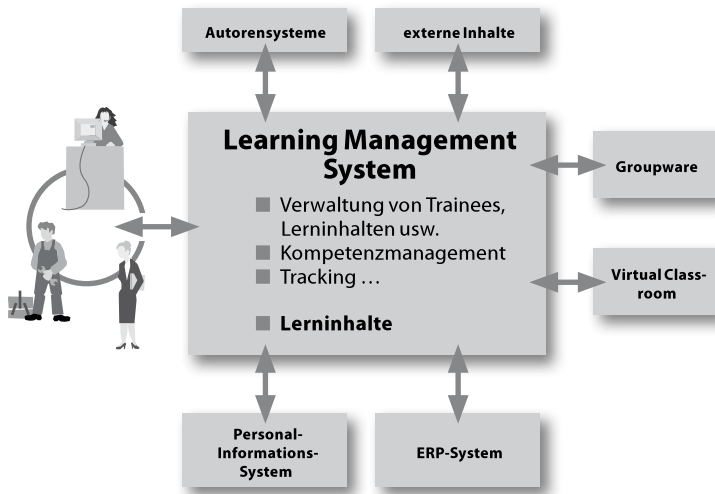 Autorensysteme
externe Inhalte
Learning Management
System
Verwaltung von Trainees,
Lerninhalten usw.
Kompetenzmanagement
Tracking …
Lerninhalte
Groupware
Virtual Class-
room
Personal-
Informations-
System
ERP-System